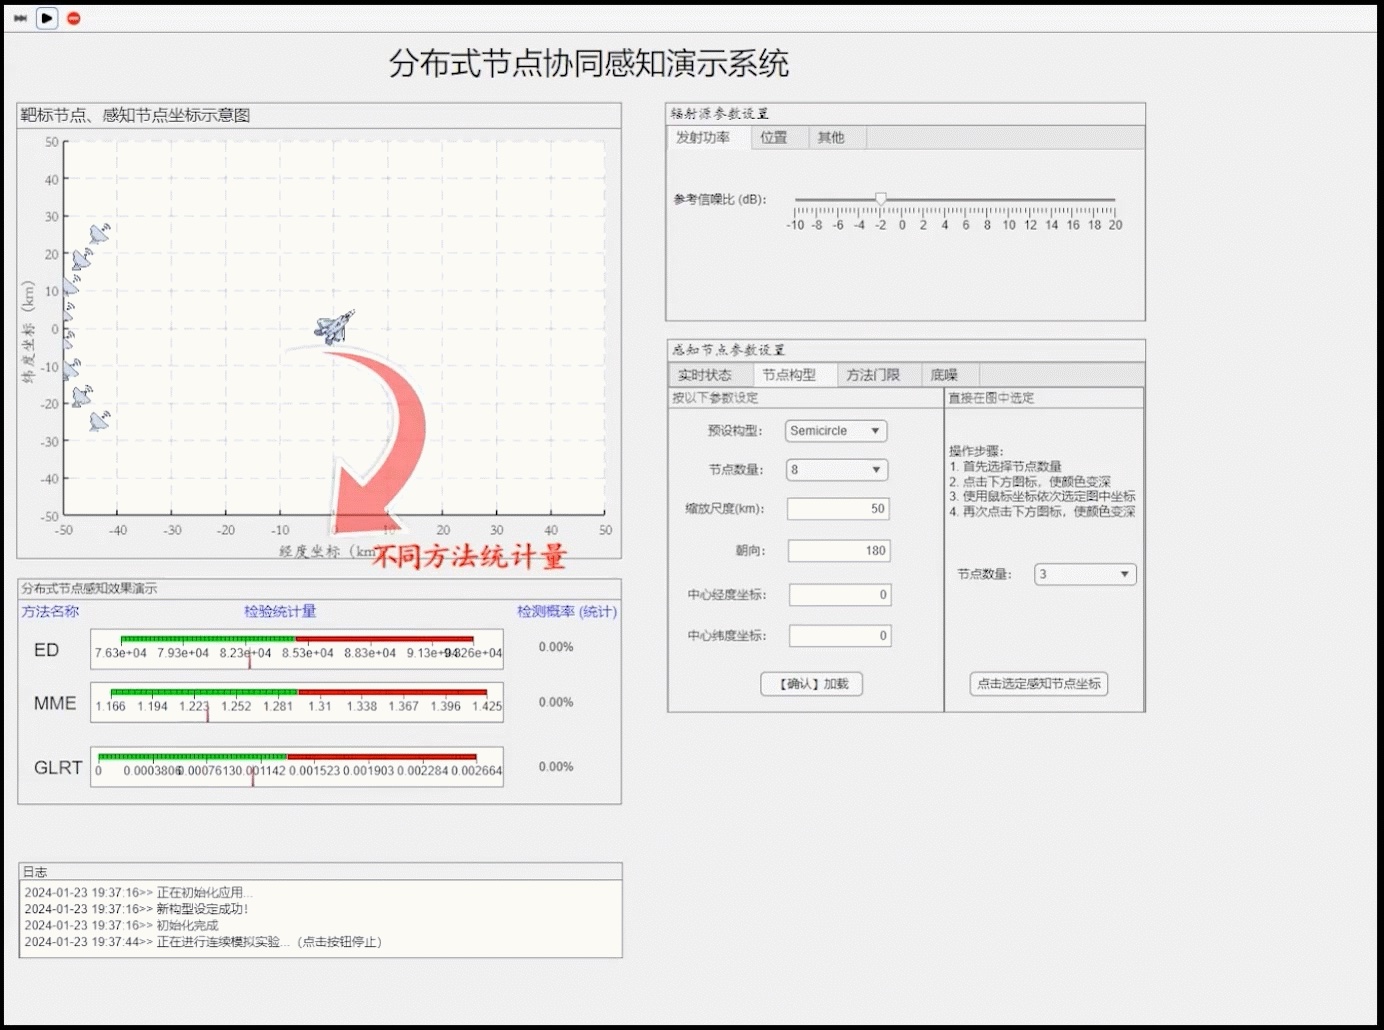 分布式节点协同感知演示系统
靶标节点、感知节点坐标示意图
50
40
30
20
10
0
-10
-20
-30
-40
-50
纬度坐标 (km)
-50 -40 -30 -20 -10 10 20 30 40 50
经度坐标 (km
不同方法统计量
分布式节点感知效果演示
方法名称 检验统计量 检测概率 (统计)
ED 7.63e+04 7.93e+04 8.23e+04 8.53e+04 8.83e+04 9.13e+04 0.00%
MME 1.166 1.194 1.223 1.252 1.281 1.31 1.338 1.367 1.396 1.425 0.00%
GLRT 0 0.0003806 0.0007613 0.001142 0.001523 0.001903 0.002284 0.002664 0.00%
日志
2024-01-23 19:37:16>> 正在初始化应用...
2024-01-23 19:37:16>> 新构型设定成功！
2024-01-23 19:37:16>> 初始化完成
2024-01-23 19:37:44>> 正在进行连续模拟实验... (点击按钮停止)
辐射源参数设置
发射功率 位置 其他
参考信噪比 (dB):
-10 -8 -6 -4 -2 0 2 4 6 8 10 12 14 16 18 20
感知节点参数设置
实时状态 节点构型 方法门限 底噪
按以下参数设定
预设构型: Semicircle
节点数量: 8
缩放尺度(km): 50
朝向: 180
中心经度坐标: 0
中心纬度坐标: 0
【确认】加载
直接在图中选定
操作步骤:
1. 首先选择节点数量
2. 点击下方图标，使颜色变深
3. 使用鼠标坐标依次选定图中坐标
4. 再次点击下方图标，使颜色变深
节点数量: 3
点击选定感知节点坐标